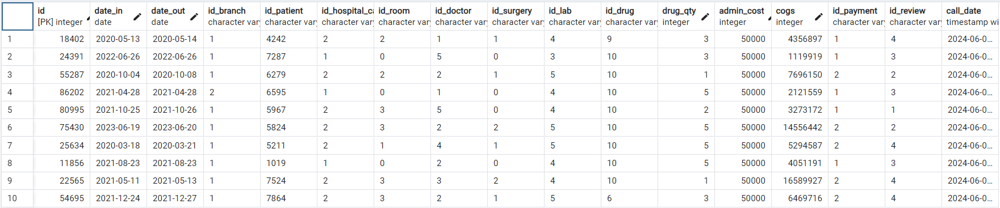 id date_in date_out id_branch id_patient id_hospital_ca id_room id_doctor id_surgery id_lab id_drug drug_qty admin_cost cogs id_payment id_review call_date
[PK] integer date date character vary character vary character vary character vary character vary character vary character vary character vary integer integer integer character vary character vary timestamp wi
1 18402 2020-05-13 2020-05-14 1 4242 2 2 1 1 4 9 3 50000 4356897 1 4 2024-06-0...
2 24391 2022-06-26 2022-06-26 1 7287 1 0 5 0 3 10 3 50000 1119919 1 3 2024-06-0...
3 55287 2020-10-04 2020-10-08 1 6279 2 2 2 1 5 10 1 50000 7696150 2 2 2024-06-0...
4 86202 2021-04-28 2021-04-28 2 6595 1 0 1 0 4 10 5 50000 2121559 1 3 2024-06-0...
5 80995 2021-10-25 2021-10-26 1 5967 2 3 5 0 4 10 2 50000 3273172 1 1 2024-06-0...
6 75430 2023-06-19 2023-06-20 1 5824 2 3 2 2 5 10 5 50000 14556442 2 2 2024-06-0...
7 25634 2020-03-18 2020-03-21 1 5211 2 1 4 1 5 10 5 50000 5294587 2 4 2024-06-0...
8 11856 2021-08-23 2021-08-23 1 1019 1 0 2 0 4 10 5 50000 4051191 1 3 2024-06-0...
9 22565 2021-05-11 2021-05-13 1 7524 2 3 3 2 4 10 1 50000 16589927 2 4 2024-06-0...
10 54695 2021-12-24 2021-12-27 1 7864 2 3 2 1 5 6 3 50000 6469716 2 4 2024-06-0...